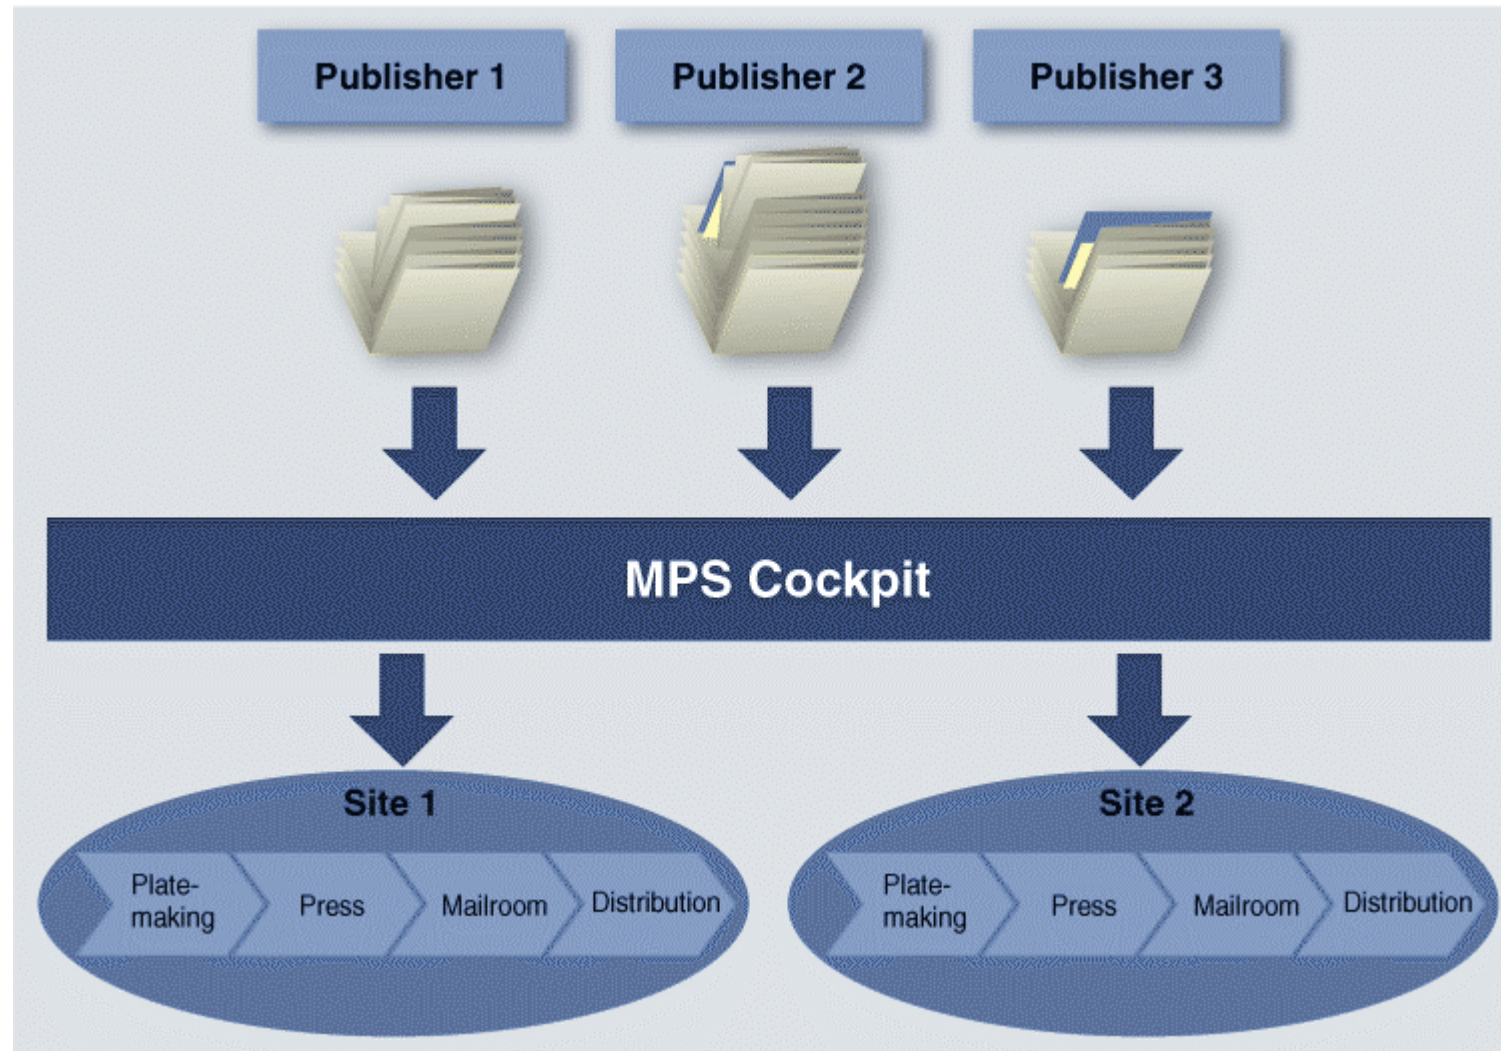 Publisher 1
Publisher 2
Publisher 3
MPS Cockpit
Site 1
Plate-
making
Press
Mailroom
Distribution
Site 2
Plate-
making
Press
Mailroom
Distribution